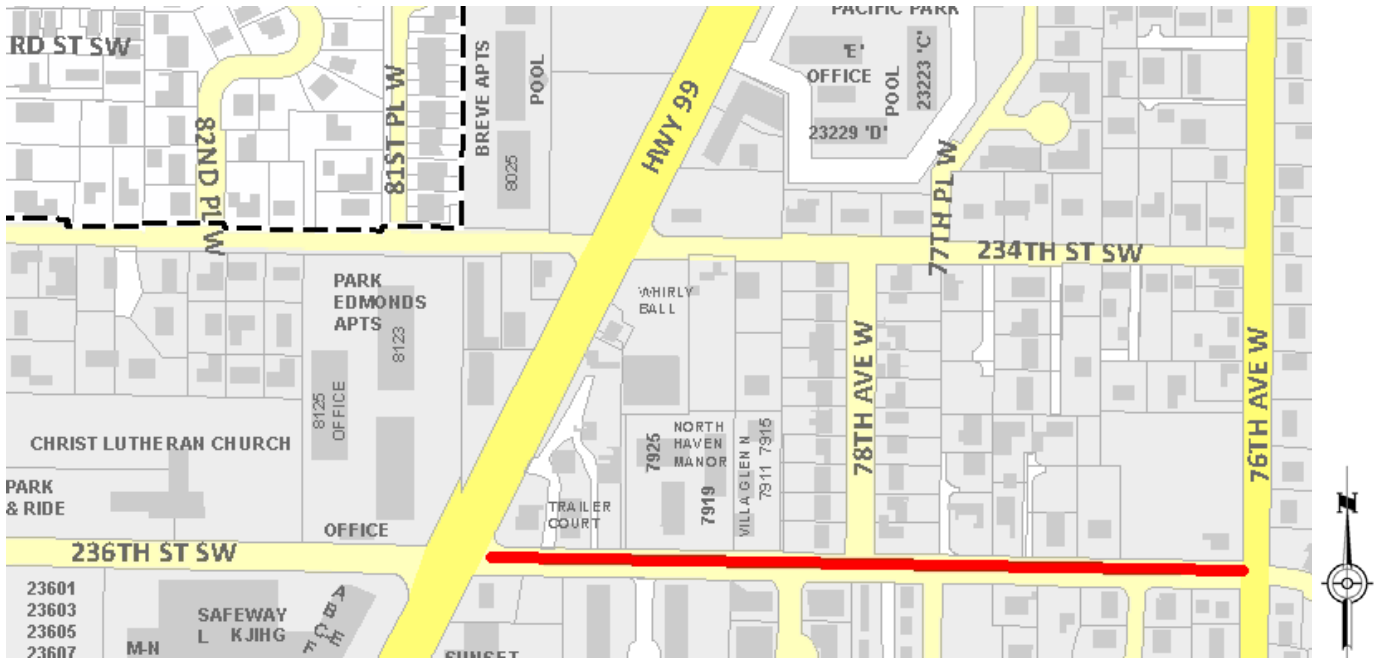 PACIFIC PARK
RD ST SW
'E'
OFFICE
POOL
23223 'C'
23229 'D'
BREVE APTS
POOL
8025
82ND PL W
81ST PL W
HWY 99
77TH PL W
234TH ST SW
PARK
EDMONDS
APTS
8123
8125
OFFICE
WHIRLY
BALL
78TH AVE W
76TH AVE W
CHRIST LUTHERAN CHURCH
PARK
& RIDE
OFFICE
7925
NORTH
HAVEN
MANOR
7919
VILLA GLEN N
7911 7915
TRAILER
COURT
N
236TH ST SW
23601
23603
23605
23607
M-N
SAFEWAY
L KJIHG
A
B
C
E
F
SUNSET